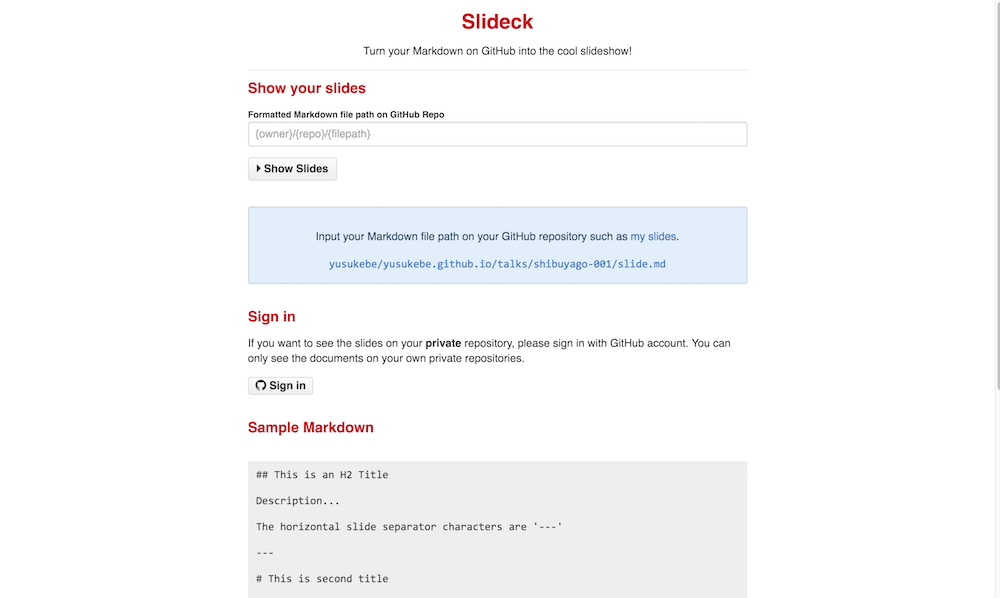 Slideck
Turn your Markdown on GitHub into the cool slideshow!
Show your slides
Formatted Markdown file path on GitHub Repo
{owner}/{repo}/{filepath}
Show Slides
Input your Markdown file path on your GitHub repository such as my slides.
yusukebe/yusukebe.github.io/talks/shibuyago-001/slide.md
Sign in
If you want to see the slides on your private repository, please sign in with GitHub account. You can
only see the documents on your own private repositories.
Sign in
Sample Markdown
## This is an H2 Title
Description...
The horizontal slide separator characters are '---'
---
# This is second title